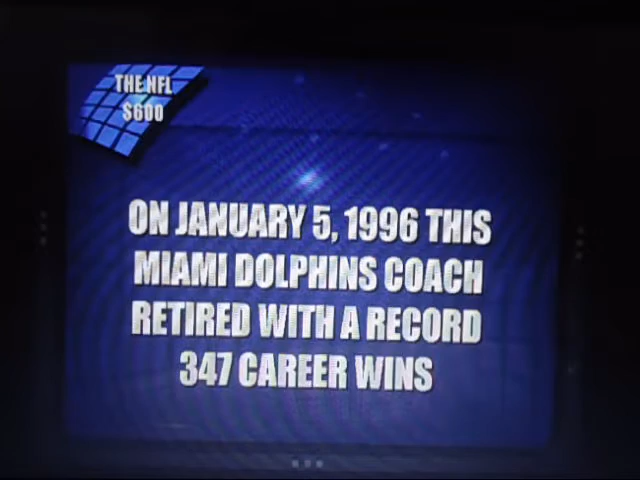 THE NFL
$600
ON JANUARY 5, 1996 THIS
MIAMI DOLPHINS COACH
RETIRED WITH A RECORD
347 CAREER WINS